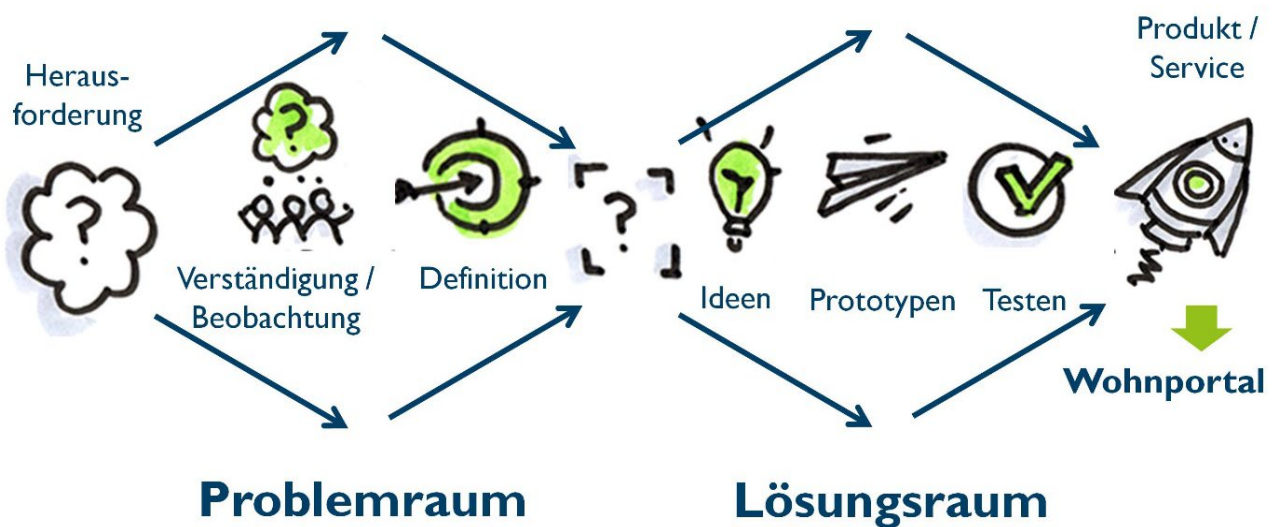 Heraus-
forderung
Verständigung /
Beobachtung
Definition
Ideen
Prototypen
Testen
Produkt /
Service
Wohnportal
Problemraum
Lösungsraum